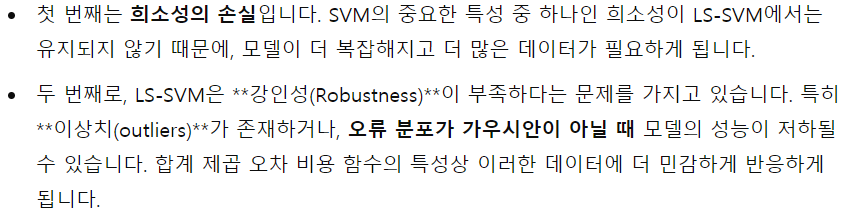 • 첫 번째는 희소성의 손실입니다. SVM의 중요한 특성 중 하나인 희소성이 LS-SVM에서는
유지되지 않기 때문에, 모델이 더 복잡해지고 더 많은 데이터가 필요하게 됩니다.
• 두 번째로, LS-SVM은 **강인성(Robustness)**이 부족하다는 문제를 가지고 있습니다. 특히
**이상치(outliers)**가 존재하거나, 오류 분포가 가우시안이 아닐 때 모델의 성능이 저하될
수 있습니다. 합계 제곱 오차 비용 함수의 특성상 이러한 데이터에 더 민감하게 반응하게
됩니다.